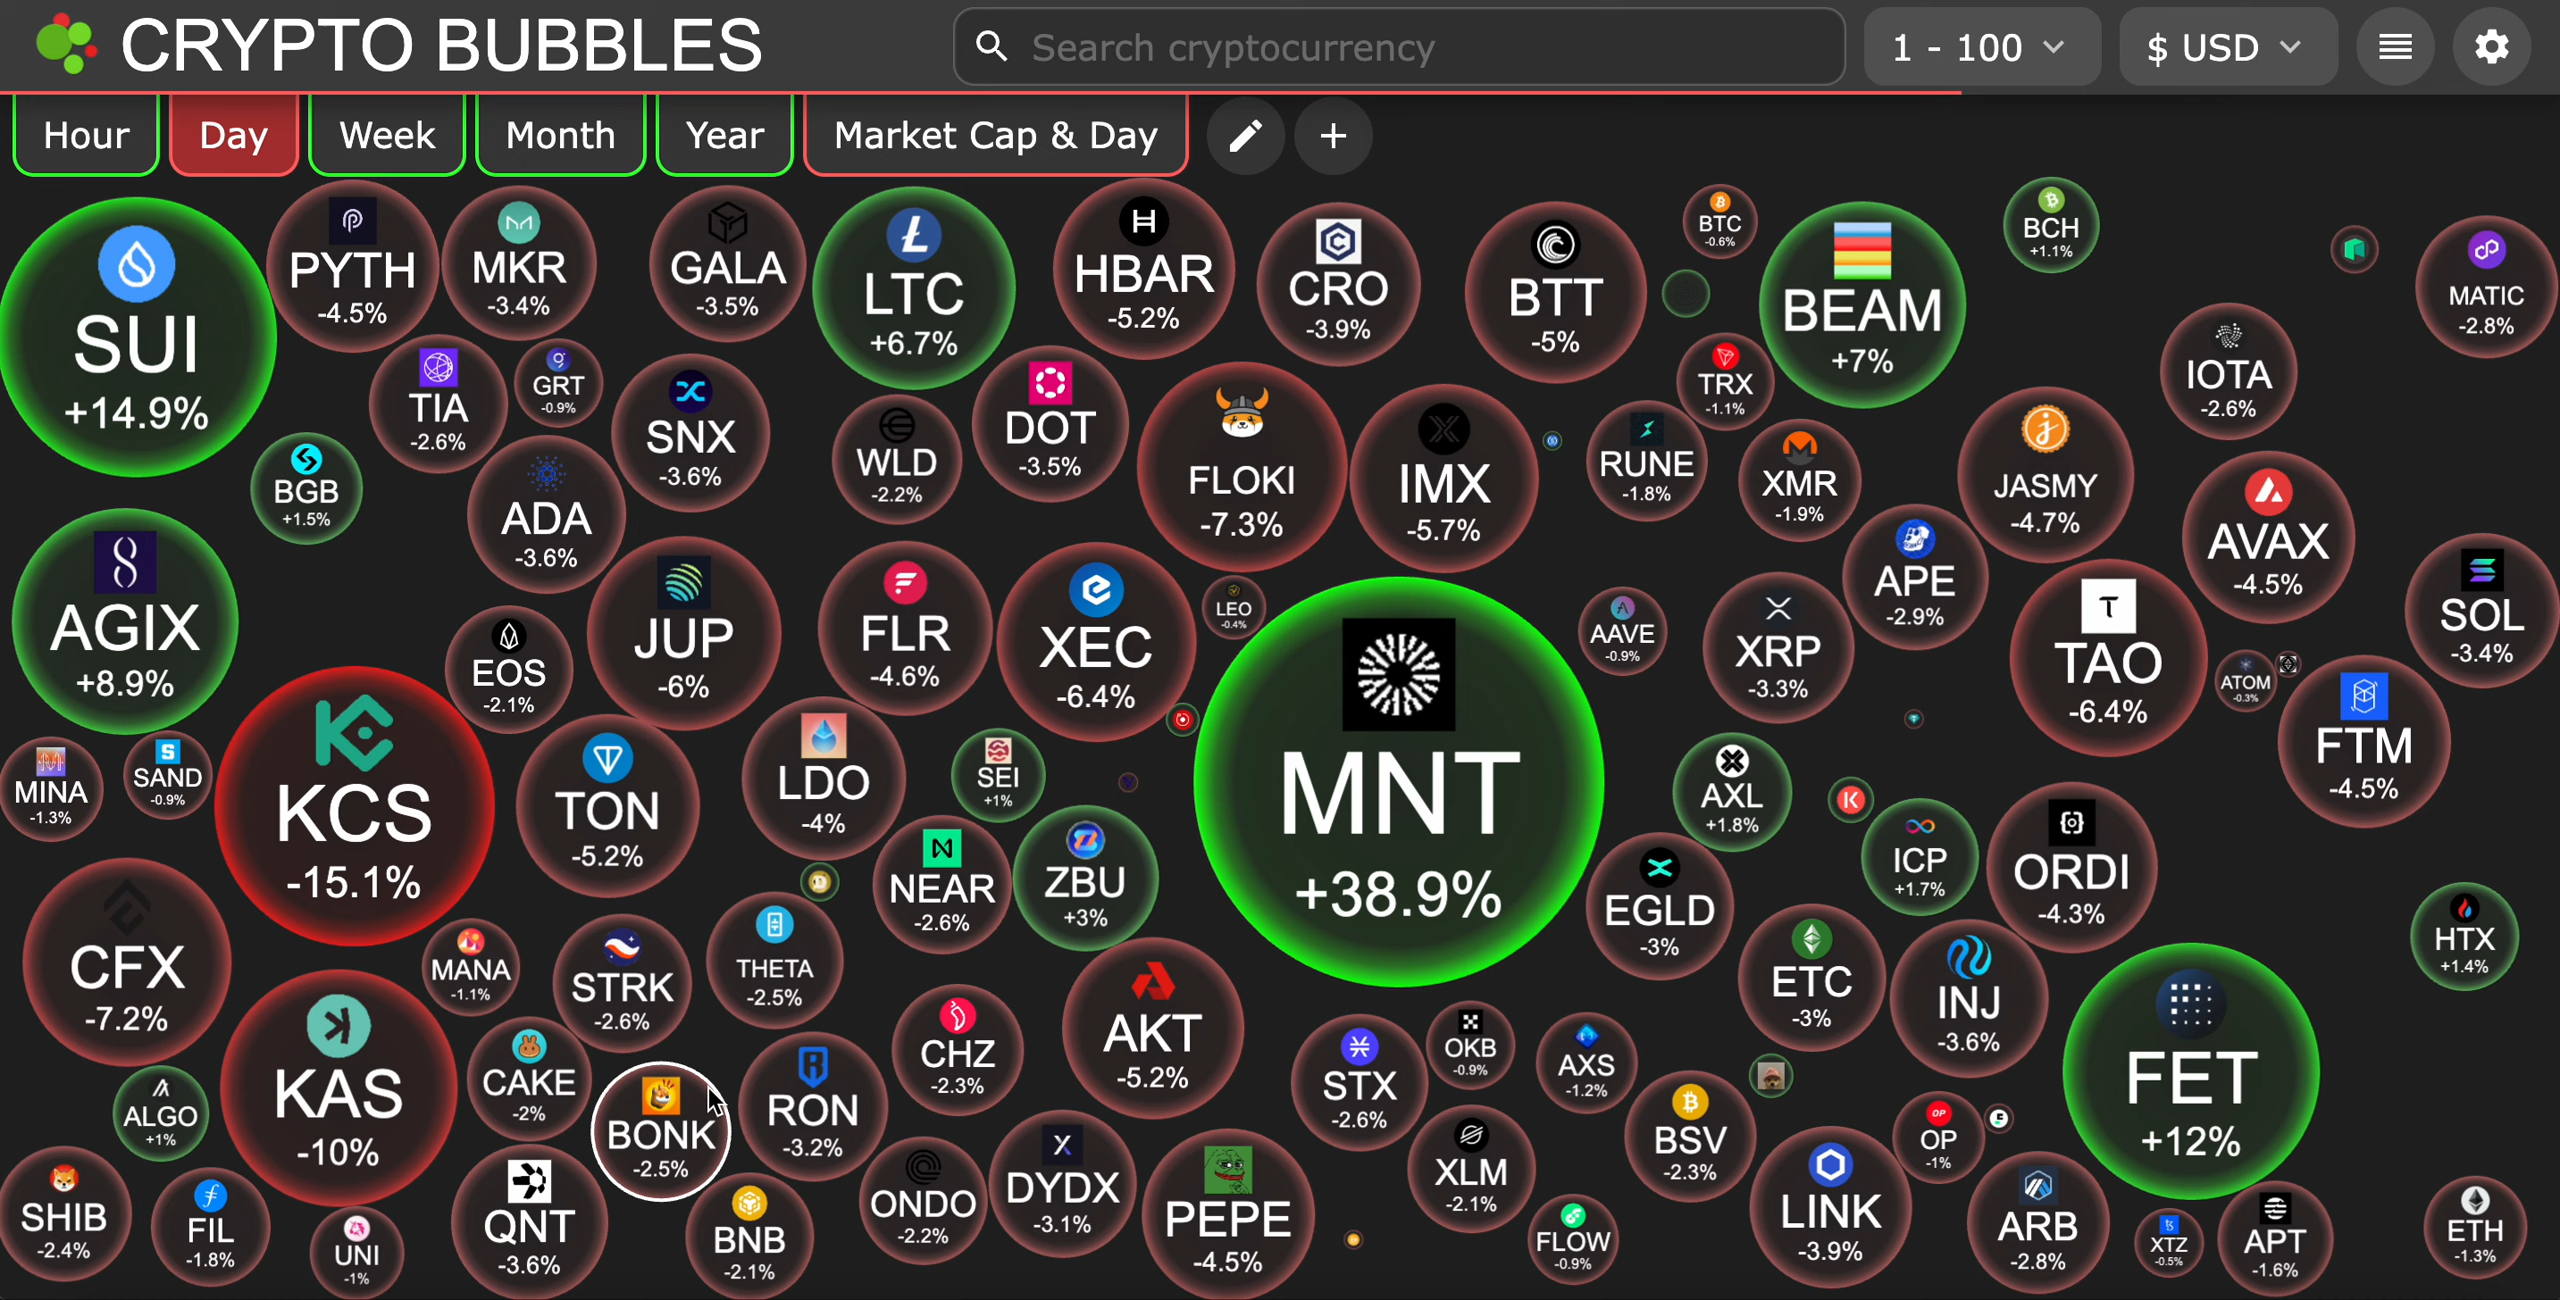 CRYPTO BUBBLES
Search cryptocurrency
1 - 100
$ USD
Hour
Day
Week
Month
Year
Market Cap & Day
SUI
+14.9%
PYTH
-4.5%
MKR
-3.4%
GALA
-3.5%
LTC
+6.7%
HBAR
-5.2%
CRO
-3.9%
BTT
-5%
BTC
-0.6%
BEAM
+7%
BCH
+1.1%
MATIC
-2.8%
TIA
-2.6%
GRT
-0.9%
SNX
-3.6%
WLD
-2.2%
DOT
-3.5%
FLOKI
-7.3%
IMX
-5.7%
TRX
-1.1%
RUNE
-1.8%
XMR
-1.9%
JASMY
-4.7%
IOTA
-2.6%
AVAX
-4.5%
BGB
+1.5%
ADA
-3.6%
AGIX
+8.9%
EOS
-2.1%
JUP
-6%
FLR
-4.6%
XEC
-6.4%
LEO
-0.4%
AAVE
-0.9%
XRP
-3.3%
APE
-2.9%
TAO
-6.4%
ATOM
-0.3%
SOL
-3.4%
FTM
-4.5%
MINA
-1.3%
SAND
-0.9%
KCS
-15.1%
TON
-5.2%
LDO
-4%
SEI
+1%
MNT
+38.9%
AXL
+1.8%
ICP
+1.7%
ORDI
-4.3%
NEAR
-2.6%
ZBU
+3%
EGLD
-3%
HTX
+1.4%
CFX
-7.2%
MANA
-1.1%
STRK
-2.6%
THETA
-2.5%
AKT
-5.2%
ETC
-3%
INJ
-3.6%
FET
+12%
KAS
-10%
ALGO
+1%
CAKE
-2%
BONK
-2.5%
RON
-3.2%
CHZ
-2.3%
STX
-2.6%
OKB
-0.9%
AXS
-1.2%
BSV
-2.3%
OP
-1%
SHIB
-2.4%
FIL
-1.8%
UNI
-1%
QNT
-3.6%
BNB
-2.1%
ONDO
-2.2%
DYDX
-3.1%
PEPE
-4.5%
XLM
-2.1%
FLOW
-0.9%
LINK
-3.9%
ARB
-2.8%
XTZ
-0.5%
APT
-1.6%
ETH
-1.3%